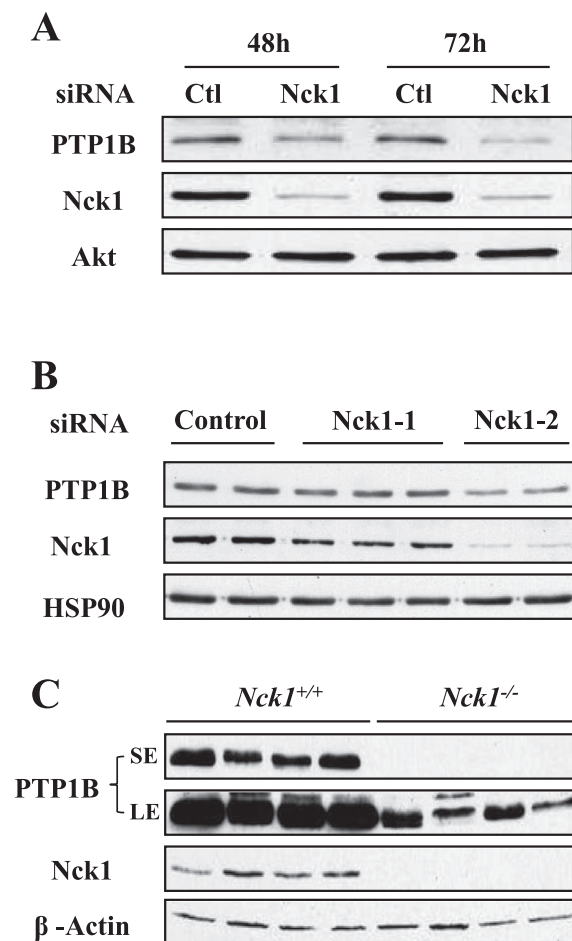 A
48h 72h
siRNA Ctl Nck1 Ctl Nck1
PTP1B
Nck1
Akt
B
siRNA Control Nck1-1 Nck1-2
PTP1B
Nck1
HSP90
C
Nck1+/+ Nck1-/-
SE
PTP1B
LE
Nck1
β -Actin